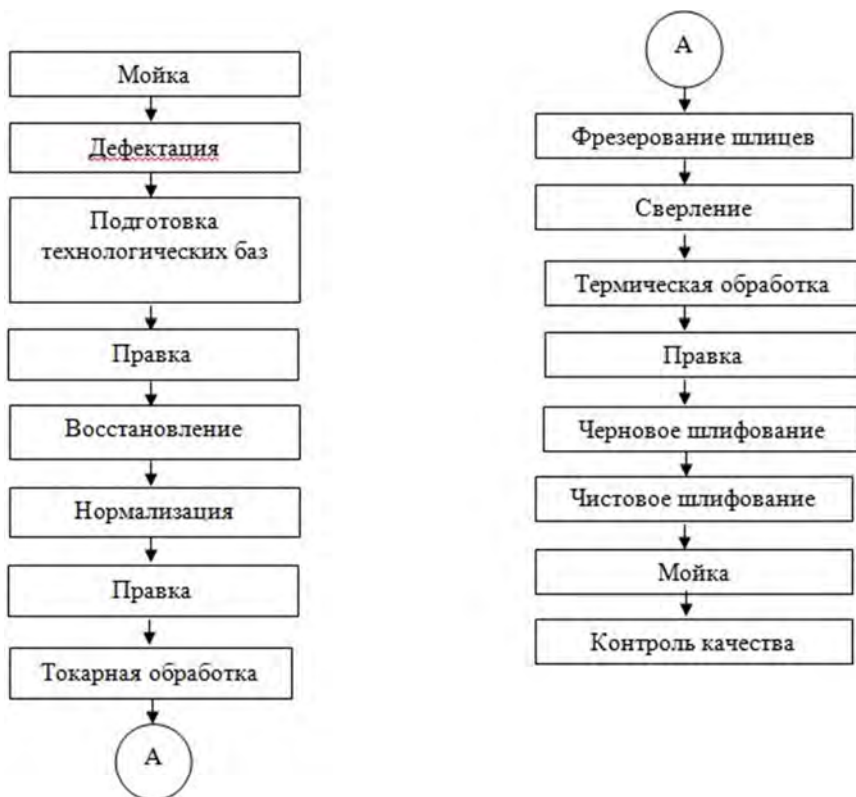 Мойка
Дефектация
Подготовка
технологических баз
Правка
Восстановление
Нормализация
Правка
Токарная обработка
А
А
Фрезерование шлицев
Сверление
Термическая обработка
Правка
Черновое шлифование
Чистовое шлифование
Мойка
Контроль качества